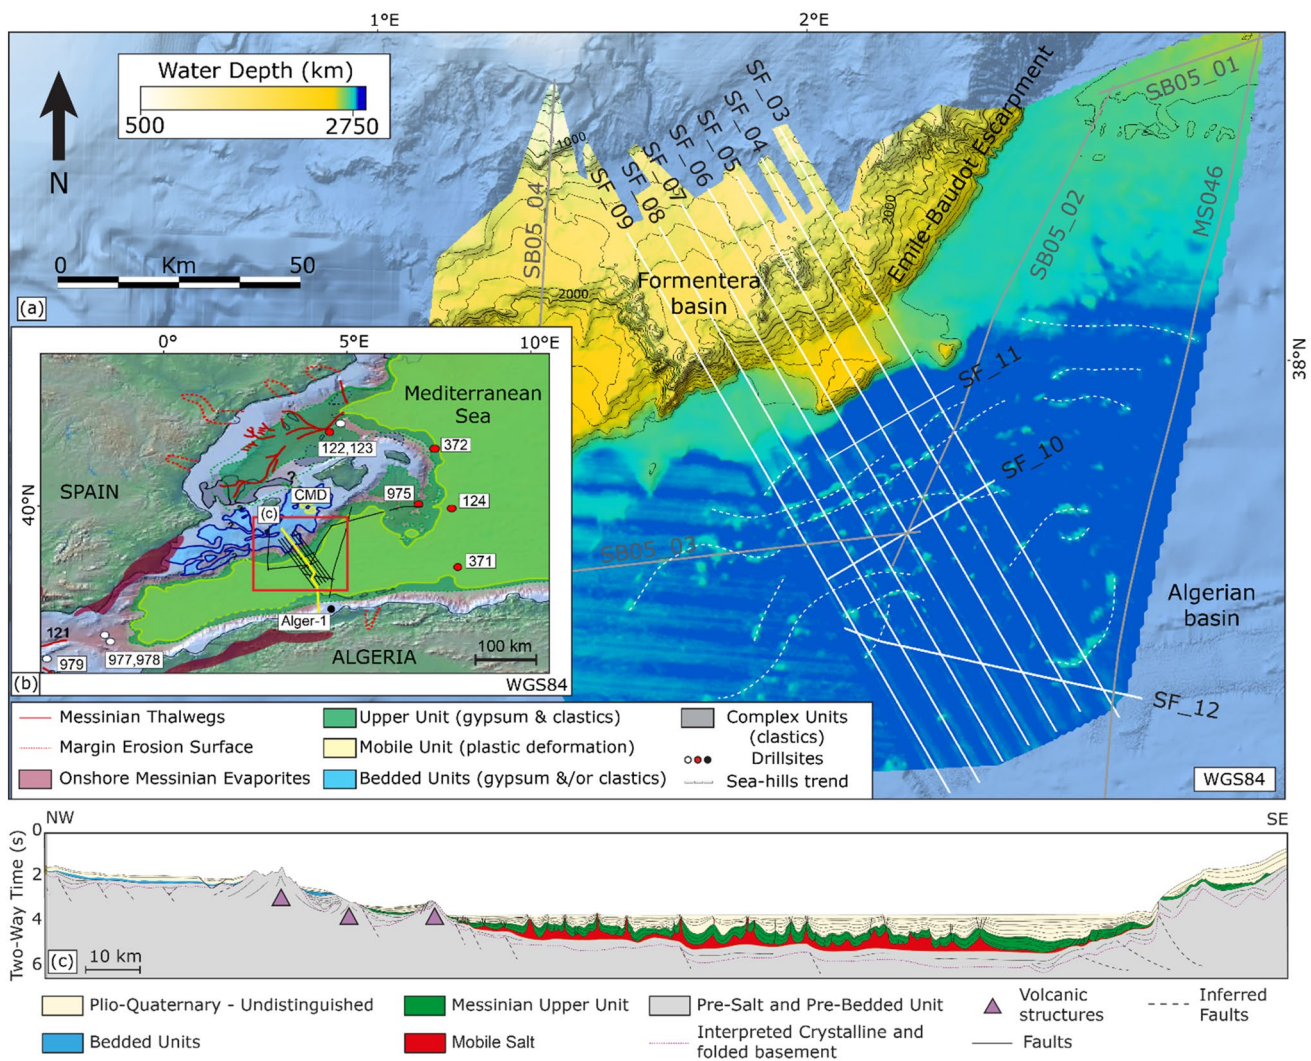 1°E
2°E
Water Depth (km)
500
2750
N
0
Km
50
(a)
1000
2000
2000
SB05_04
SF_09
SF_08
SF_07
SF_06
SF_05
SF_04
SF_03
Formentera
basin
Emile-Baudot Escarpment
SB05_01
SB05_02
MS046
38°N
SF_11
SF_10
SB05_03
SF_12
Algerian
basin
WGS84
0°
5°E
10°E
40°N
Mediterranean
Sea
SPAIN
ALGERIA
122,123
372
975
124
371
CMD
(c)
Alger-1
121
979
977,978
100 km
(b)
WGS84
Messinian Thalwegs
Margin Erosion Surface
Onshore Messinian Evaporites
Upper Unit (gypsum & clastics)
Mobile Unit (plastic deformation)
Bedded Units (gypsum &/or clastics)
Complex Units
(clastics)
Drillsites
Sea-hills trend
NW
SE
Two-Way Time (s)
0
2
4
6
(c)
10 km
Plio-Quaternary - Undistinguished
Bedded Units
Messinian Upper Unit
Mobile Salt
Pre-Salt and Pre-Bedded Unit
Interpreted Crystalline and
folded basement
Volcanic
structures
Inferred
Faults
Faults